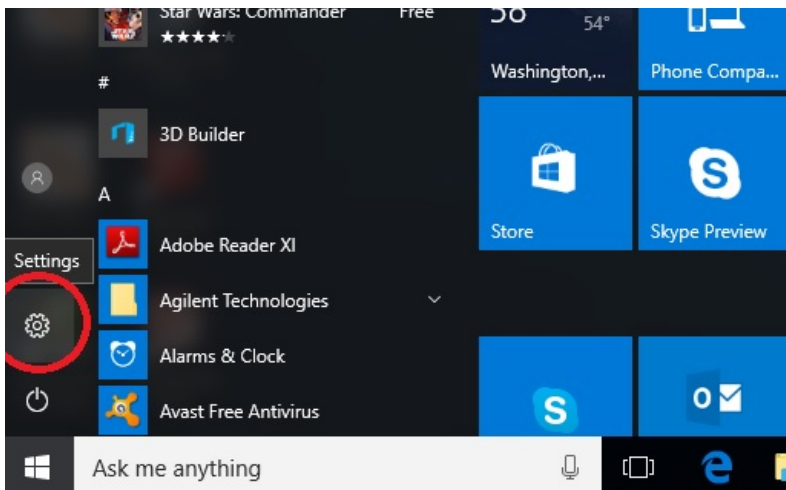 Star Wars: Commander Free
#
3D Builder
A
Settings
Adobe Reader XI
Agilent Technologies
Alarms & Clock
Avast Free Antivirus
Ask me anything
54°
Washington,...
Phone Compa...
Store
Skype Preview